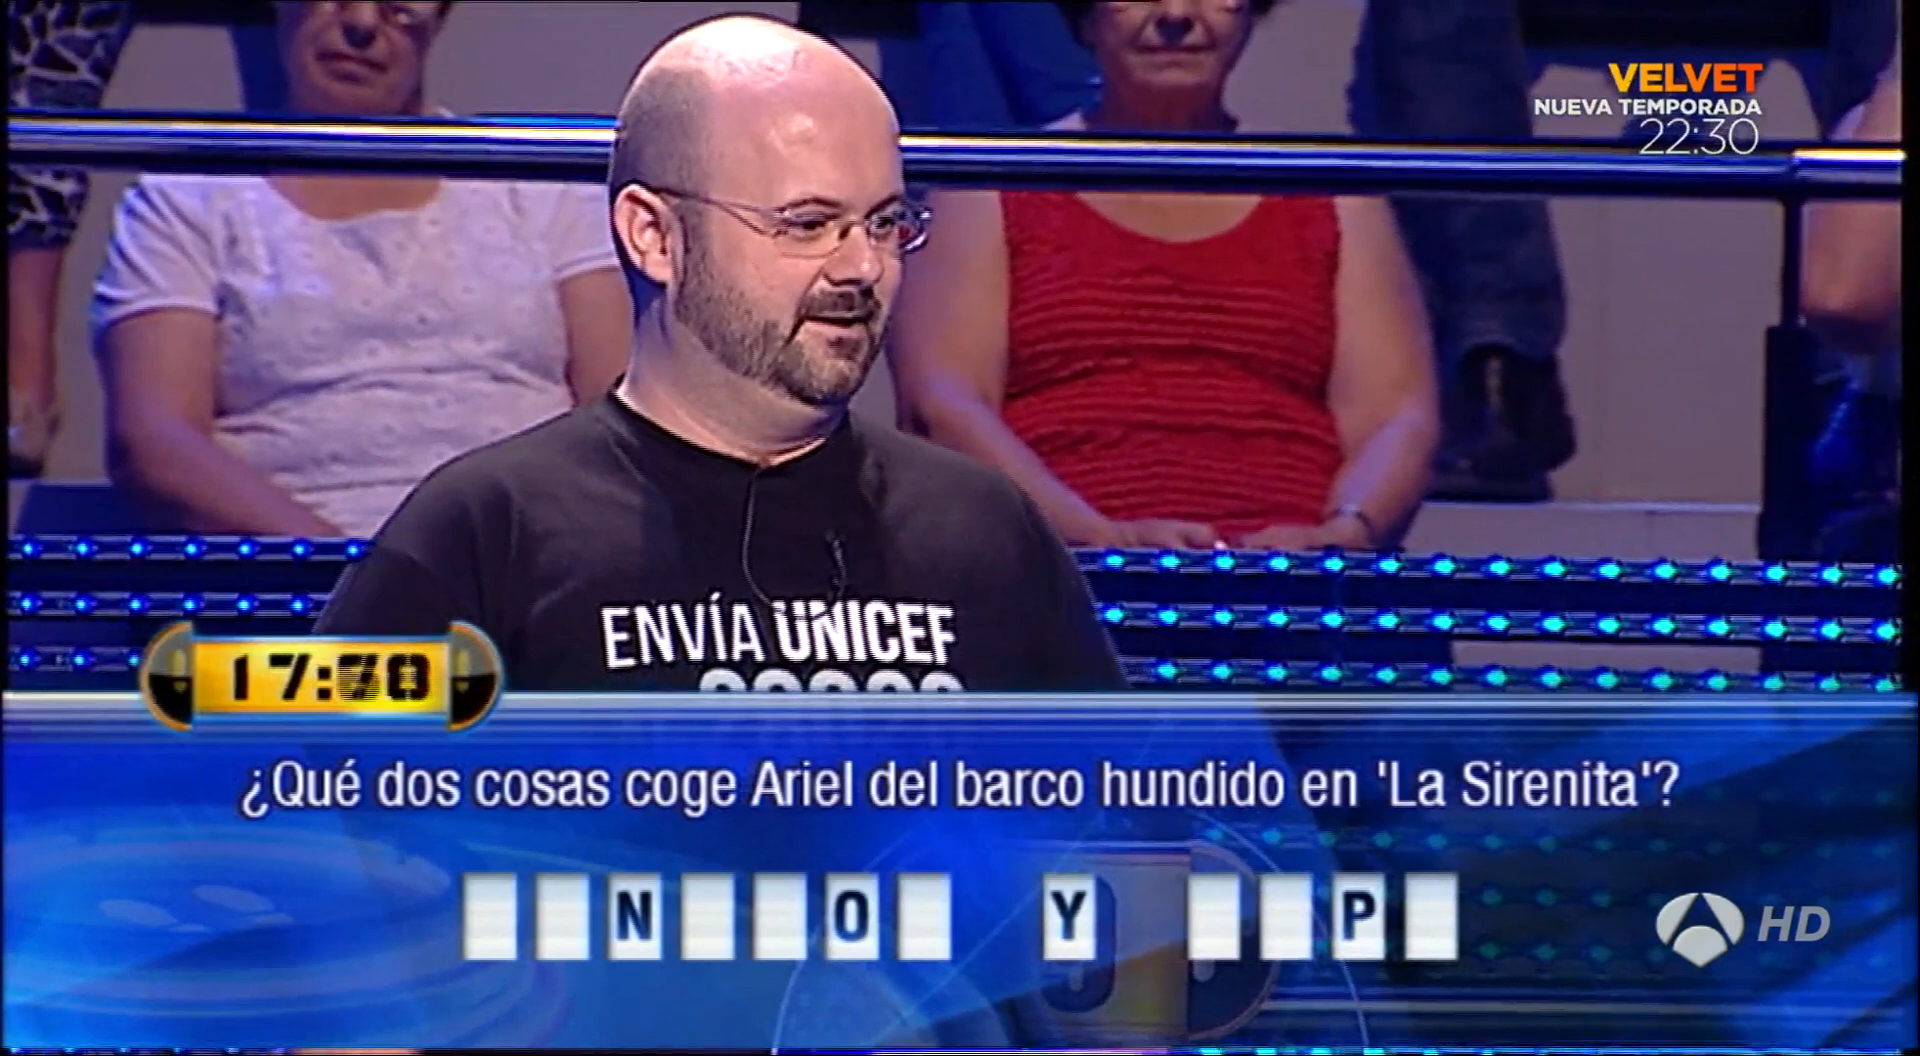 VELVET
NUEVA TEMPORADA
22:30
ENVÍA UNICEF
¿Qué dos cosas coge Ariel del barco hundido en 'La Sirenita'?
N O Y P
HD